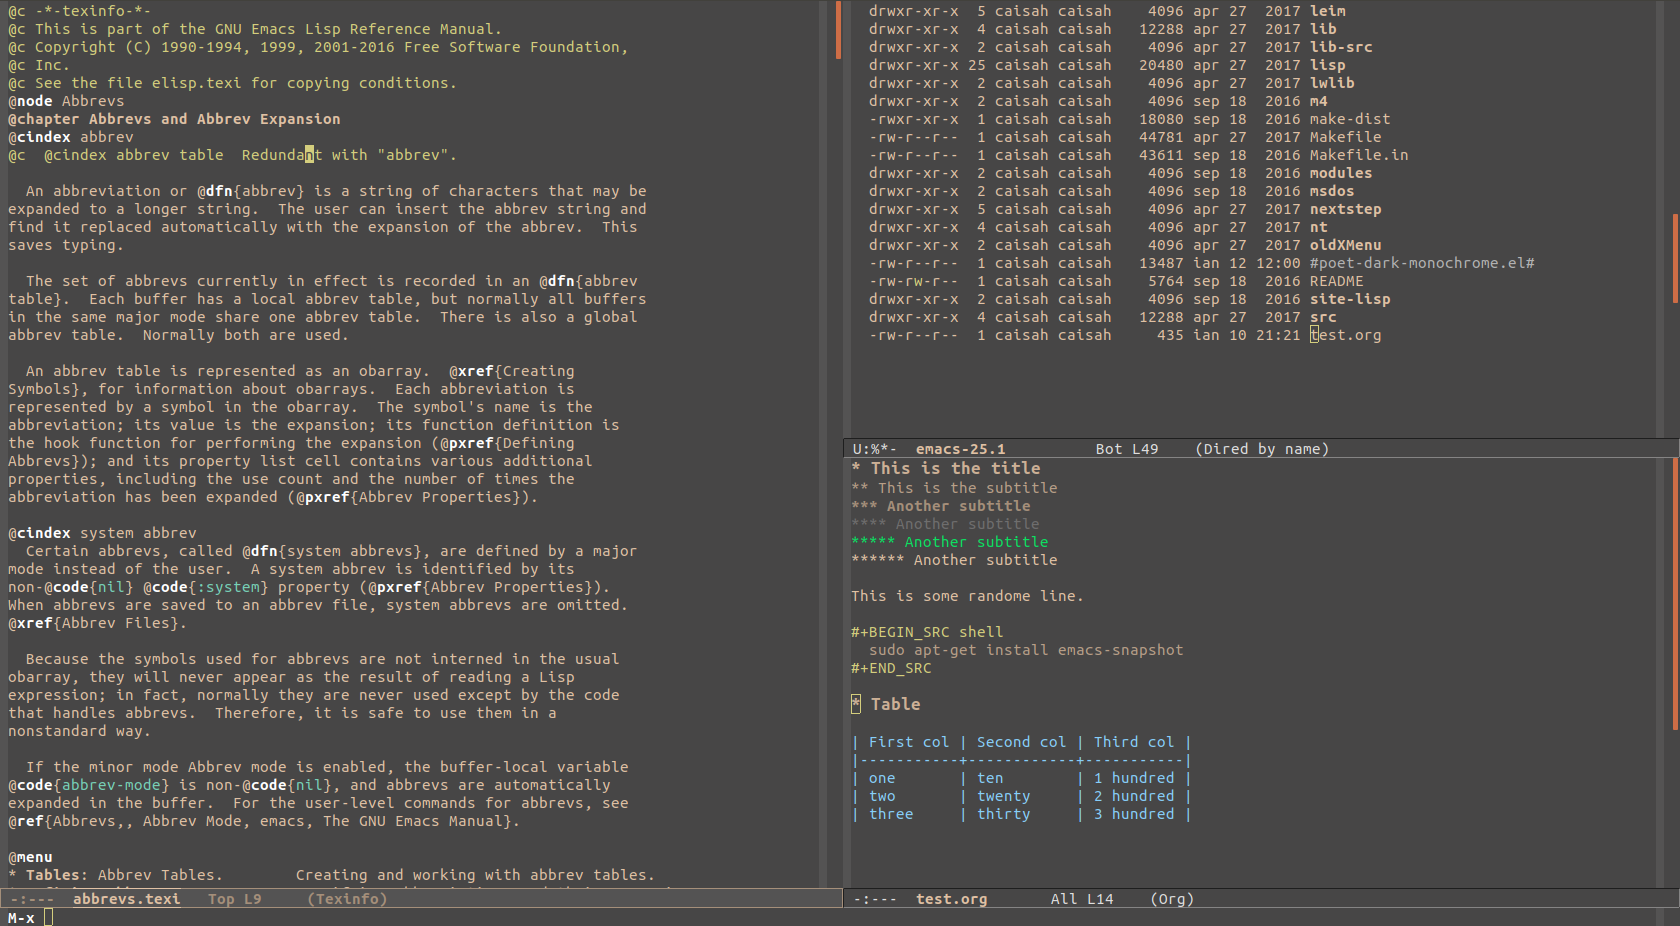 @c -*-texinfo-*-
@c This is part of the GNU Emacs Lisp Reference Manual.
@c Copyright (C) 1990-1994, 1999, 2001-2016 Free Software Foundation,
@c Inc.
@c See the file elisp.texi for copying conditions.
@node Abbrevs
@chapter Abbrevs and Abbrev Expansion
@cindex abbrev
@c  @cindex abbrev table  Redundant with "abbrev".

  An abbreviation or @dfn{abbrev} is a string of characters that may be
expanded to a longer string.  The user can insert the abbrev string and
find it replaced automatically with the expansion of the abbrev.  This
saves typing.

  The set of abbrevs currently in effect is recorded in an @dfn{abbrev
table}.  Each buffer has a local abbrev table, but normally all buffers
in the same major mode share one abbrev table.  There is also a global
abbrev table.  Normally both are used.

  An abbrev table is represented as an obarray.  @xref{Creating
Symbols}, for information about obarrays.  Each abbreviation is
represented by a symbol in the obarray.  The symbol's name is the
abbreviation; its value is the expansion; its function definition is
the hook function for performing the expansion (@pxref{Defining
Abbrevs}); and its property list cell contains various additional
properties, including the use count and the number of times the
abbreviation has been expanded (@pxref{Abbrev Properties}).

@cindex system abbrev
  Certain abbrevs, called @dfn{system abbrevs}, are defined by a major
mode instead of the user.  A system abbrev is identified by its
non-@code{nil} @code{:system} property (@pxref{Abbrev Properties}).
When abbrevs are saved to an abbrev file, system abbrevs are omitted.
@xref{Abbrev Files}.

  Because the symbols used for abbrevs are not interned in the usual
obarray, they will never appear as the result of reading a Lisp
expression; in fact, normally they are never used except by the code
that handles abbrevs.  Therefore, it is safe to use them in a
nonstandard way.

  If the minor mode Abbrev mode is enabled, the buffer-local variable
@code{abbrev-mode} is non-@code{nil}, and abbrevs are automatically
expanded in the buffer.  For the user-level commands for abbrevs, see
@ref{Abbrevs,, Abbrev Mode, emacs, The GNU Emacs Manual}.

@menu
* Tables: Abbrev Tables.        Creating and working with abbrev tables.
-:---  abbrevs.texi   Top L9     (Texinfo)
M-x
drwxr-xr-x  5 caisah caisah    4096 apr 27  2017 leim
drwxr-xr-x  4 caisah caisah   12288 apr 27  2017 lib
drwxr-xr-x  2 caisah caisah    4096 apr 27  2017 lib-src
drwxr-xr-x 25 caisah caisah   20480 apr 27  2017 lisp
drwxr-xr-x  2 caisah caisah    4096 apr 27  2017 lwlib
drwxr-xr-x  2 caisah caisah    4096 sep 18  2016 m4
-rwxr-xr-x  1 caisah caisah   18080 sep 18  2016 make-dist
-rw-r--r--  1 caisah caisah   44781 apr 27  2017 Makefile
-rw-r--r--  1 caisah caisah   43611 sep 18  2016 Makefile.in
drwxr-xr-x  2 caisah caisah    4096 sep 18  2016 modules
drwxr-xr-x  2 caisah caisah    4096 sep 18  2016 msdos
drwxr-xr-x  5 caisah caisah    4096 apr 27  2017 nextstep
drwxr-xr-x  4 caisah caisah    4096 apr 27  2017 nt
drwxr-xr-x  2 caisah caisah    4096 apr 27  2017 oldXMenu
-rw-r--r--  1 caisah caisah   13487 ian 12 12:00 #poet-dark-monochrome.el#
-rw-rw-r--  1 caisah caisah    5764 sep 18  2016 README
drwxr-xr-x  2 caisah caisah    4096 sep 18  2016 site-lisp
drwxr-xr-x  4 caisah caisah   12288 apr 27  2017 src
-rw-r--r--  1 caisah caisah     435 ian 10 21:21 test.org
U:%*-  emacs-25.1          Bot L49    (Dired by name)
* This is the title
** This is the subtitle
*** Another subtitle
**** Another subtitle
***** Another subtitle
****** Another subtitle

This is some randome line.

#+BEGIN_SRC shell
  sudo apt-get install emacs-snapshot
#+END_SRC

* Table

| First col | Second col | Third col |
|-----------+------------+-----------|
| one       | ten        | 1 hundred |
| two       | twenty     | 2 hundred |
| three     | thirty     | 3 hundred |
-:---  test.org       All L14    (Org)